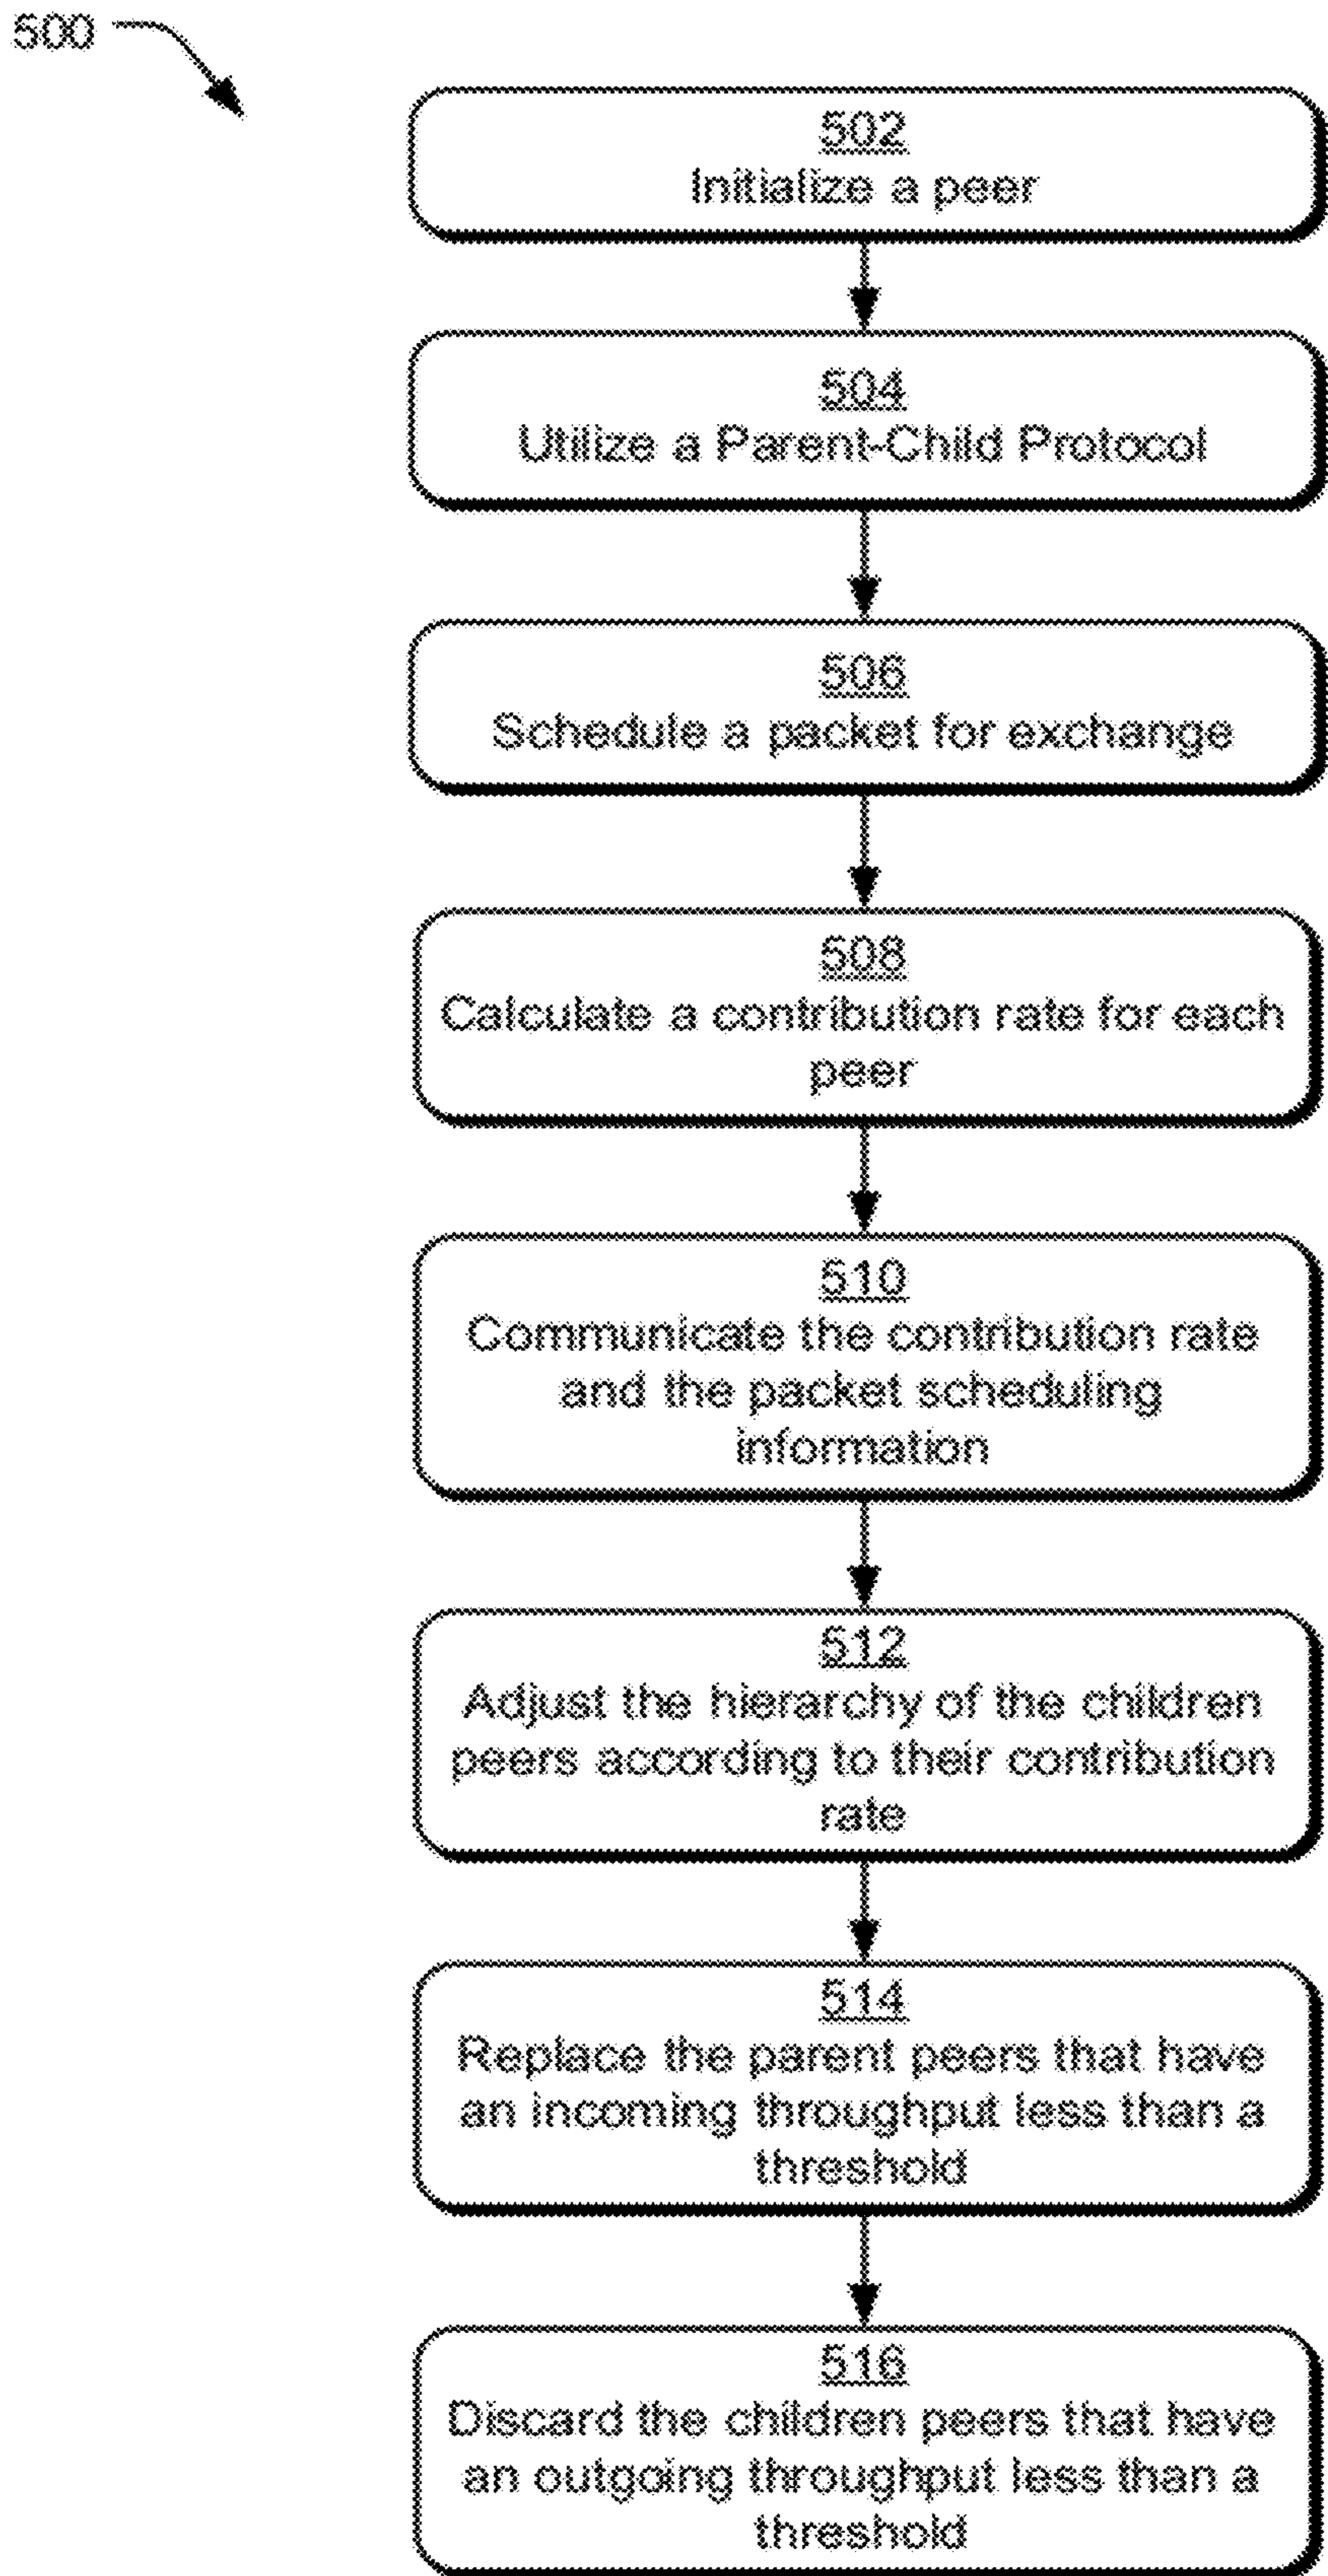 500
502
Initialize a peer
504
Utilize a Parent-Child Protocol
506
Schedule a packet for exchange
508
Calculate a contribution rate for each
peer
510
Communicate the contribution rate
and the packet scheduling
information
512
Adjust the hierarchy of the children
peers according to their contribution
rate
514
Replace the parent peers that have
an incoming throughput less than a
threshold
516
Discard the children peers that have
an outgoing throughput less than a
threshold